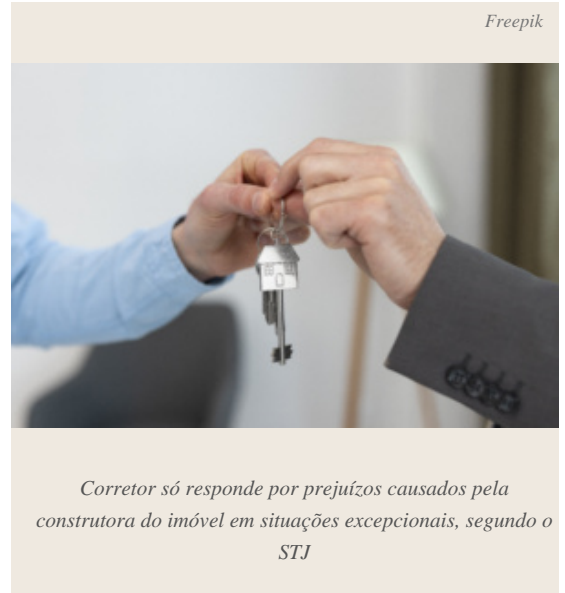 Freepik
Corretor só responde por prejuízos causados pela
construtora do imóvel em situações excepcionais, segundo o
STJ